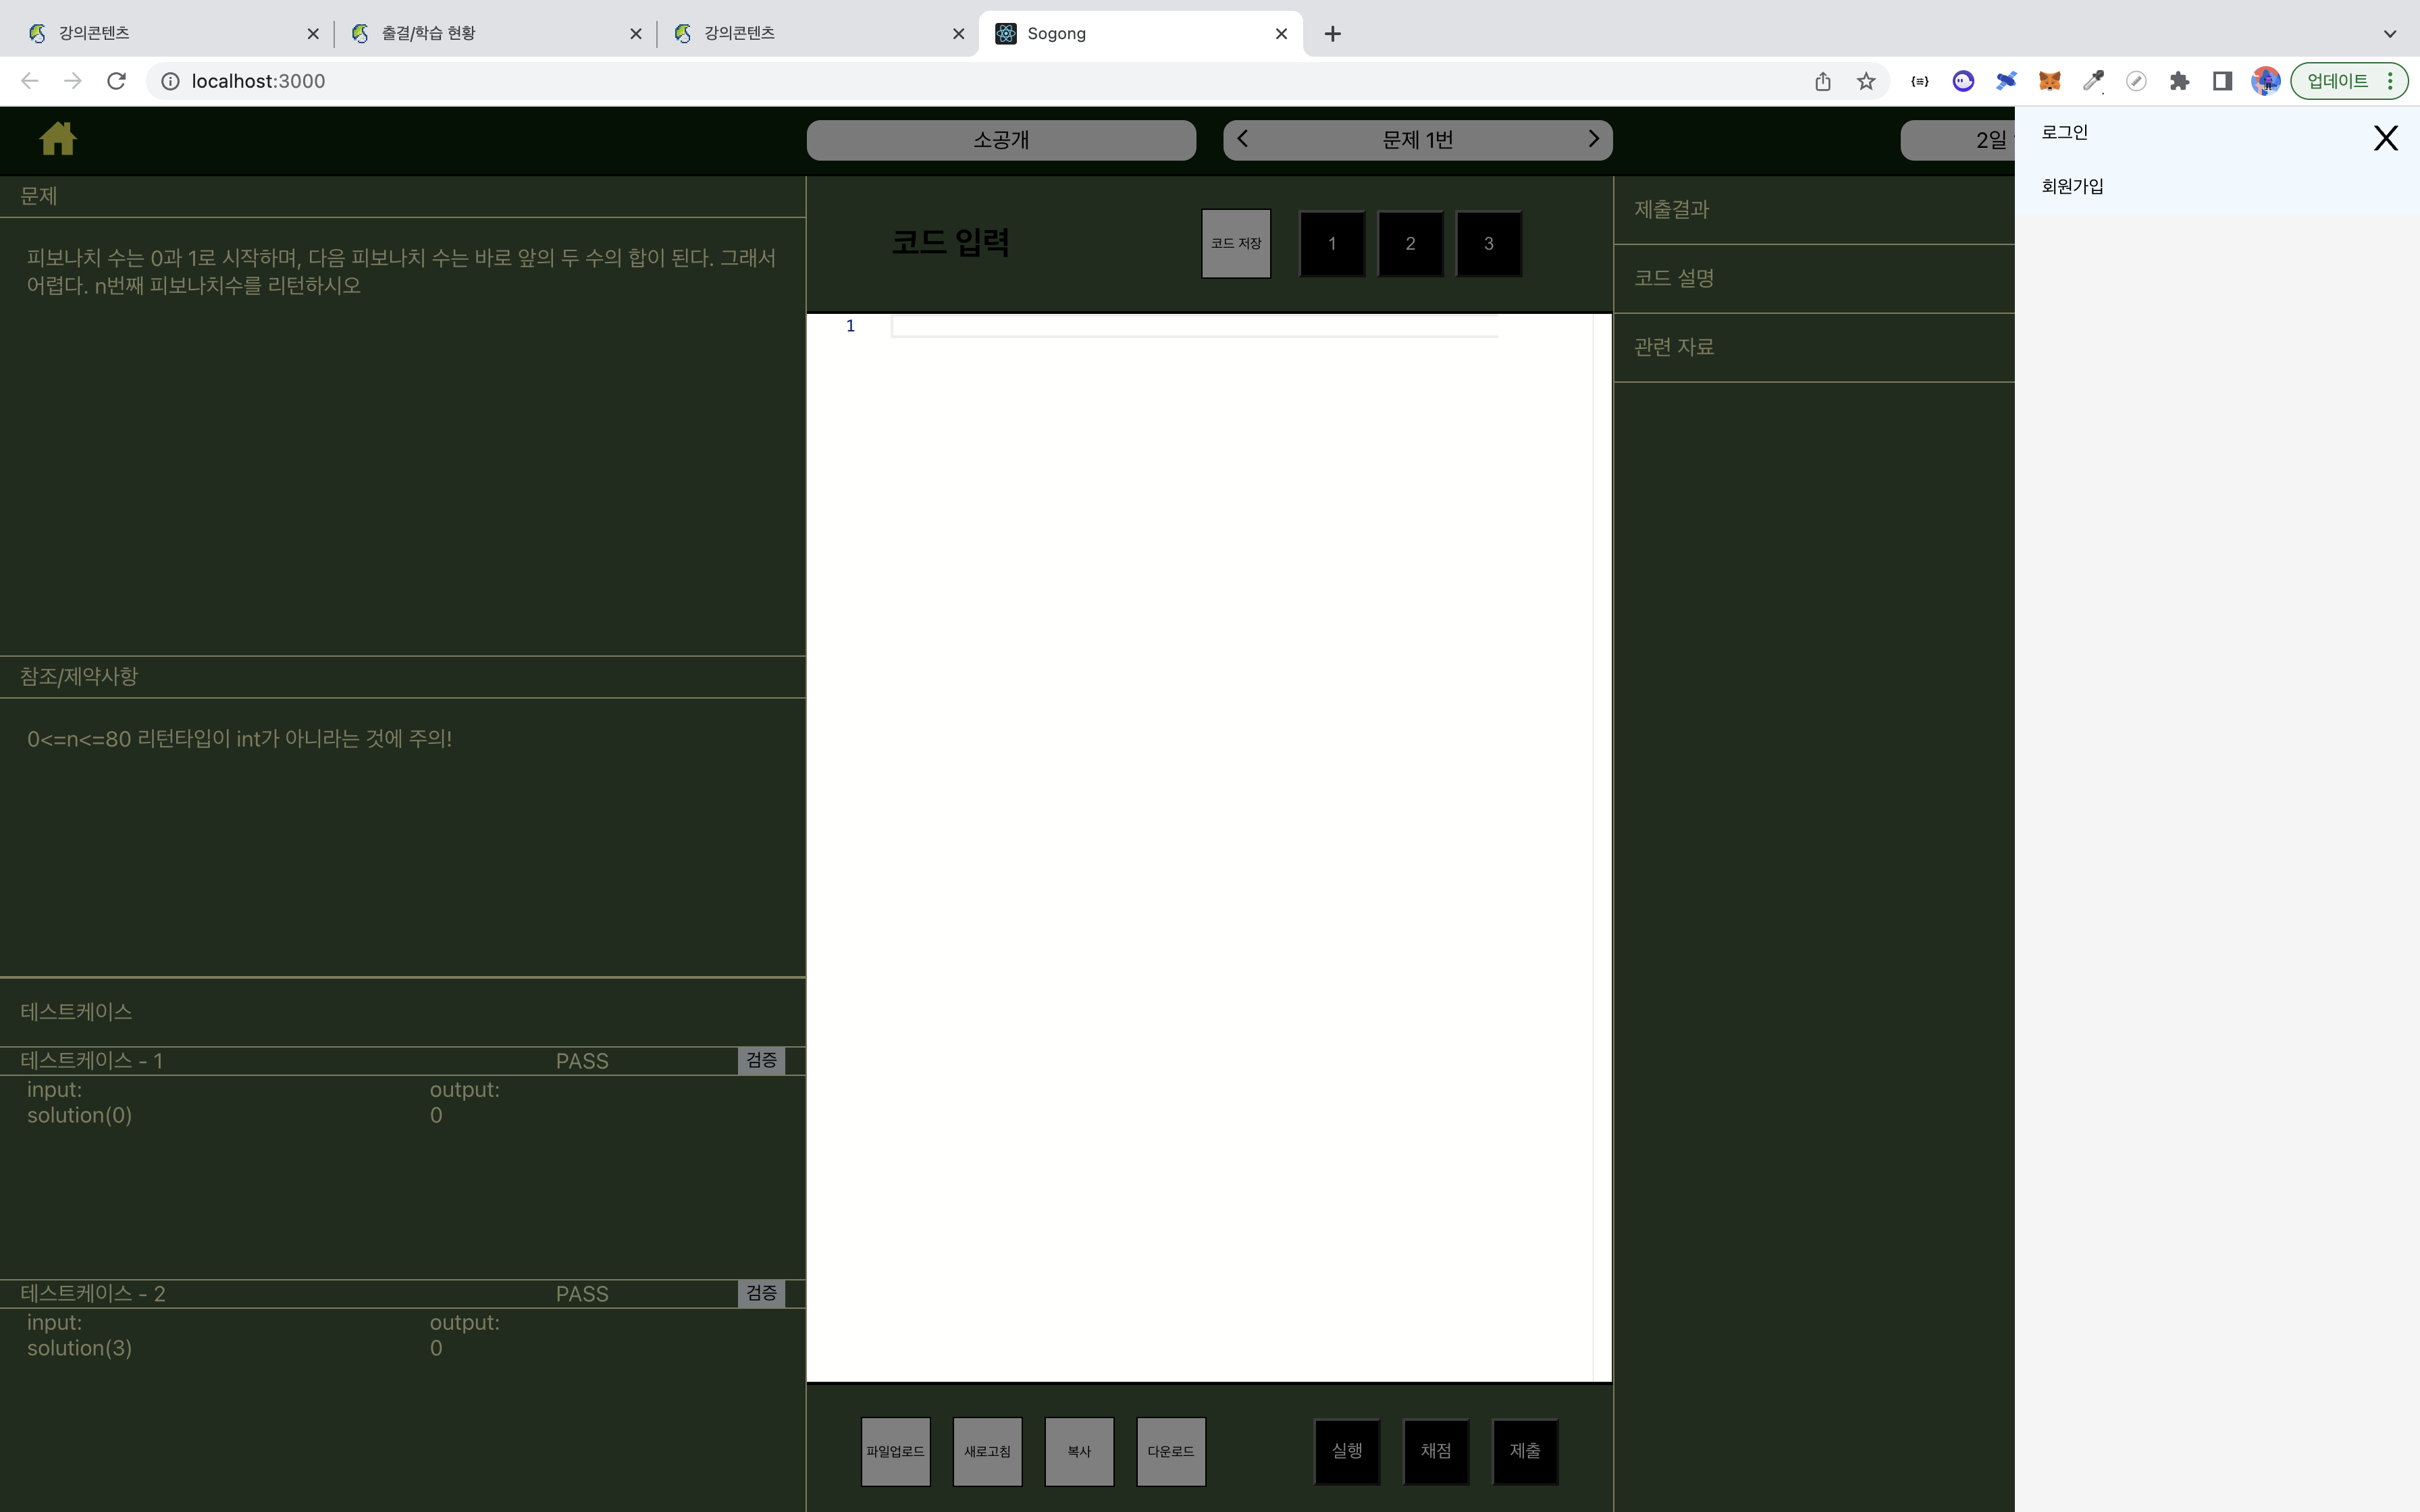 강의콘텐츠
출결/학습 현황
강의콘텐츠
Sogong
localhost:3000
업데이트
소공개
문제 1번
2일
로그인
회원가입
문제
피보나치 수는 0과 1로 시작하며, 다음 피보나치 수는 바로 앞의 두 수의 합이 된다. 그래서
어렵다. n번째 피보나치수를 리턴하시오
참조/제약사항
0<=n<=80 리턴타입이 int가 아니라는 것에 주의!
테스트케이스
테스트케이스 - 1 PASS 검증
input: output:
solution(0) 0
테스트케이스 - 2 PASS 검증
input: output:
solution(3) 0
코드 입력
코드 저장
1 2 3
1
파일업로드 새로고침 복사 다운로드 실행 채점 제출
제출결과
코드 설명
관련 자료